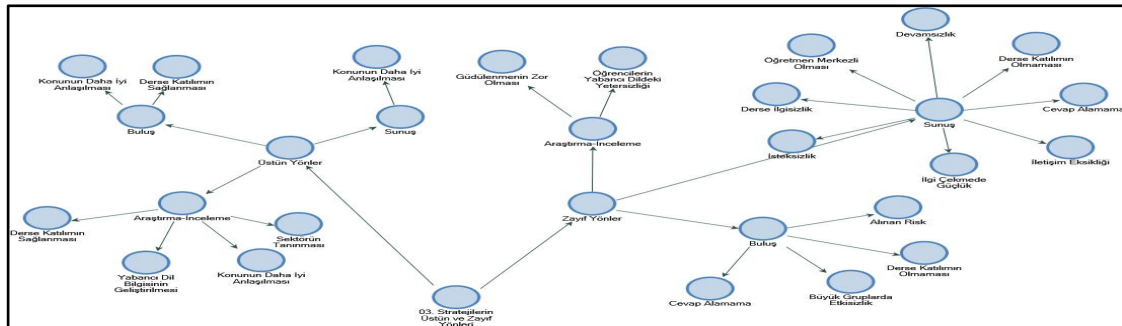 Devamsızlık
Konunun Daha İyi
Anlaşılması
Derse Katılımın
Sağlanması
Konunun Daha İyi
Anlaşılması
Güdülenmenin Zor
Olması
Öğrencilerin
Yabancı Dildeki
Yetersizliği
Öğretmen Merkezli
Olması
Derse Katılımın
Olmaması
Derse İlgisizlik
Cevap Alamama
Buluş
Sunuş
Sunuş
Araştırma-İnceleme
Üstün Yönler
İsteksizlik
İlgi Çekmede
Güçlük
İletişim Eksikliği
Araştırma-İnceleme
Zayıf Yönler
Alınan Risk
Derse Katılımın
Sağlanması
Sektörün
Tanınması
Buluş
Yabancı Dil
Bilgisinin
Geliştirilmesi
Konunun Daha İyi
Anlaşılması
Derse Katılımın
Olmaması
Cevap Alamama
Büyük Gruplarda
Etkisizlik
03. Stratejilerin
Üstün ve Zayıf
Yönleri